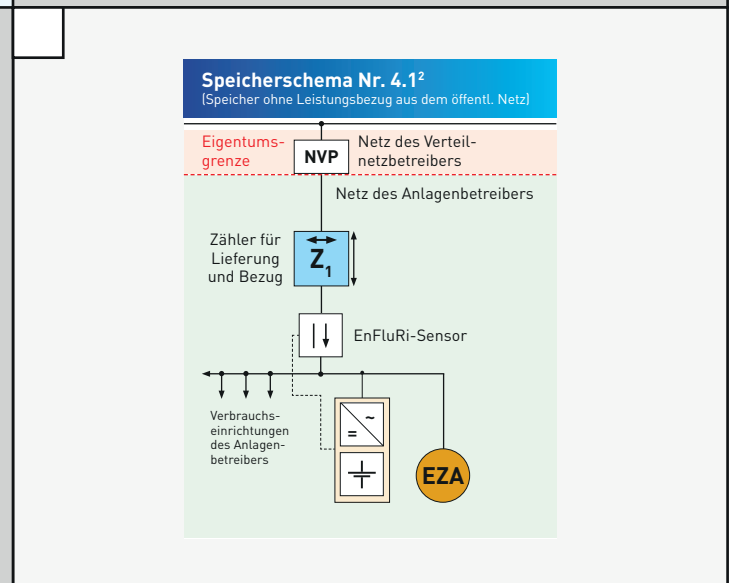 Speicherschema Nr. 4.1²
(Speicher ohne Leistungsbezug aus dem öffentl. Netz)
Eigentums-
grenze
NVP
Netz des Verteil-
netzbetreibers
Netz des Anlagenbetreibers
Zähler für
Lieferung
und Bezug
Z₁
EnFluRi-Sensor
Verbrauchs-
einrichtungen
des Anlagen-
betreibers
~
=
EZA